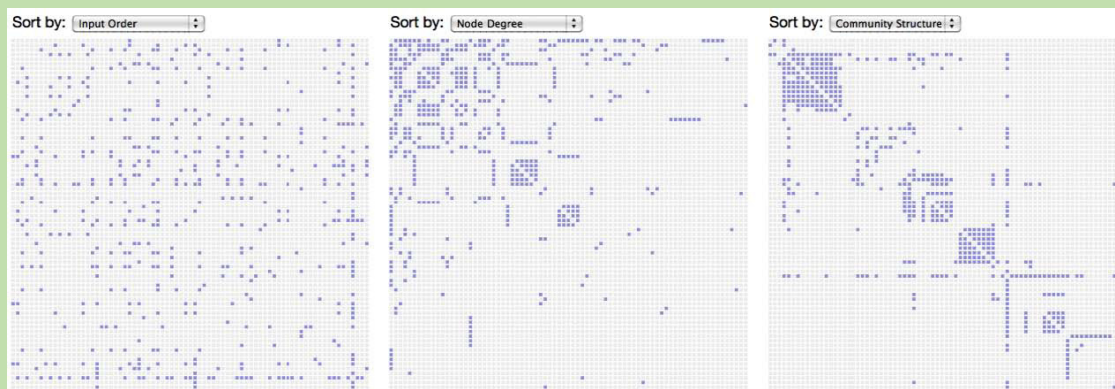 Sort by: Input Order
Sort by: Node Degree
Sort by: Community Structure